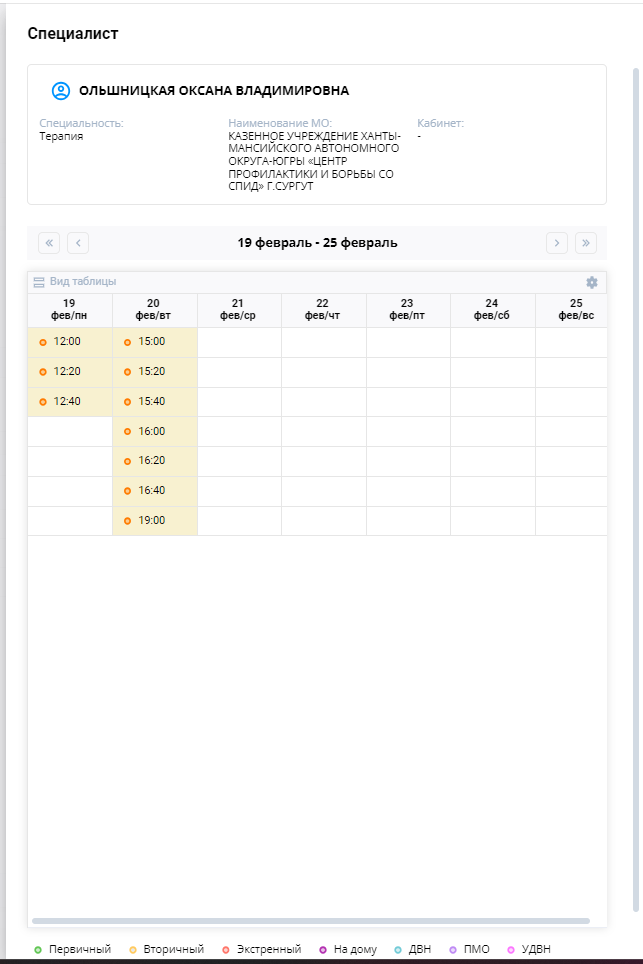 Специалист
ОЛЬШНИЦКАЯ ОКСАНА ВЛАДИМИРОВНА
Специальность:
Терапия
Наименование МО:
КАЗЕННОЕ УЧРЕЖДЕНИЕ ХАНТЫ-
МАНСИЙСКОГО АВТОНОМНОГО
ОКРУГА-ЮГРЫ «ЦЕНТР
ПРОФИЛАКТИКИ И БОРЬБЫ СО
СПИД» Г.СУРГУТ
Кабинет:
-
19 февраль - 25 февраль
Вид таблицы
19 20 21 22 23 24 25
фев/пн фев/вт фев/ср фев/чт фев/пт фев/сб фев/вс
12:00 15:00
12:20 15:20
12:40 15:40
16:00
16:20
16:40
19:00
Первичный Вторичный Экстренный На дому ДВН ПМО УДВН